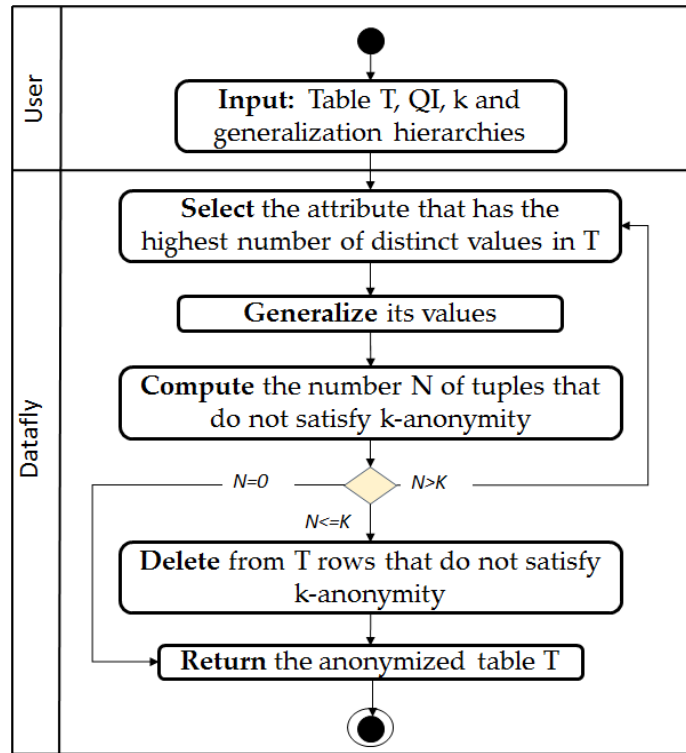 User
Input: Table T, QI, k and
generalization hierarchies
Datafly
Select the attribute that has the
highest number of distinct values in T
Generalize its values
Compute the number N of tuples that
do not satisfy k-anonymity
N=0
N>K
N<=K
Delete from T rows that do not satisfy
k-anonymity
Return the anonymized table T